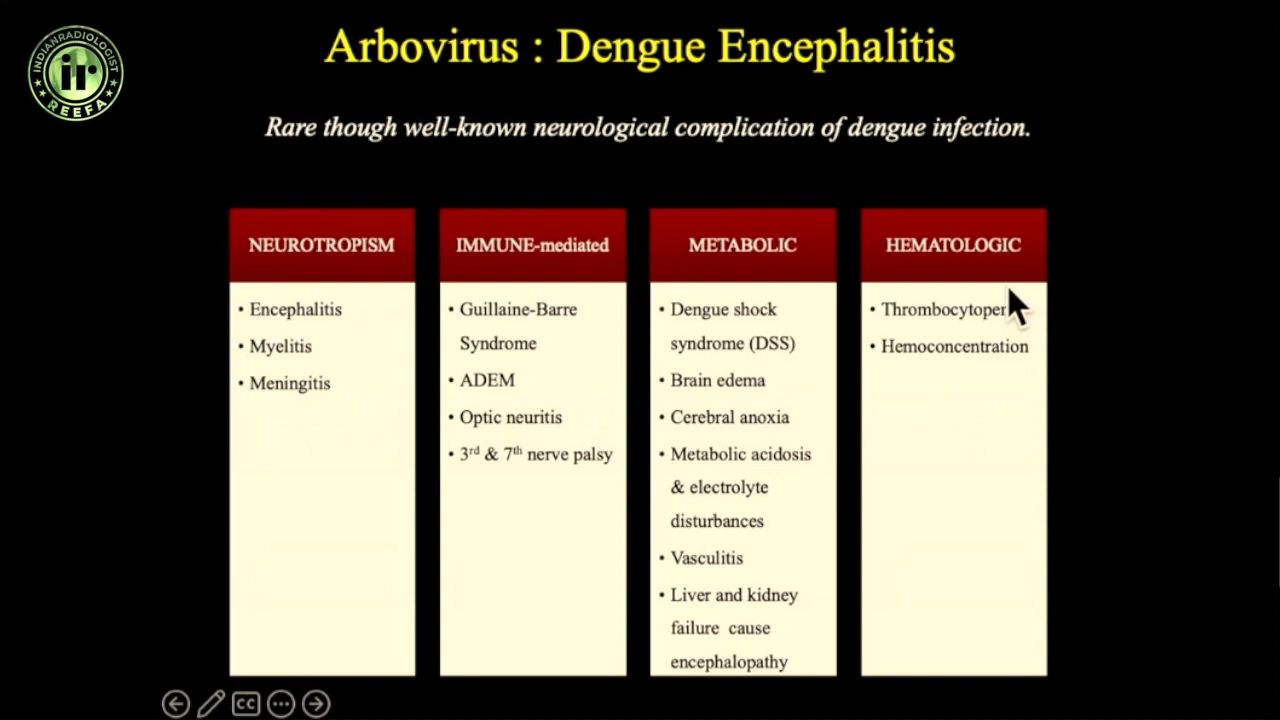 INDIANRADIOLOGIST
ir
REEFA
Arbovirus : Dengue Encephalitis
Rare though well-known neurological complication of dengue infection.
NEUROTROPISM
• Encephalitis
• Myelitis
• Meningitis
IMMUNE-mediated
• Guillaine-Barre
Syndrome
• ADEM
• Optic neuritis
• 3rd & 7th nerve palsy
METABOLIC
• Dengue shock
syndrome (DSS)
• Brain edema
• Cerebral anoxia
• Metabolic acidosis
& electrolyte
disturbances
• Vasculitis
• Liver and kidney
failure cause
encephalopathy
HEMATOLOGIC
• Thrombocytoper
• Hemoconcentration
CC